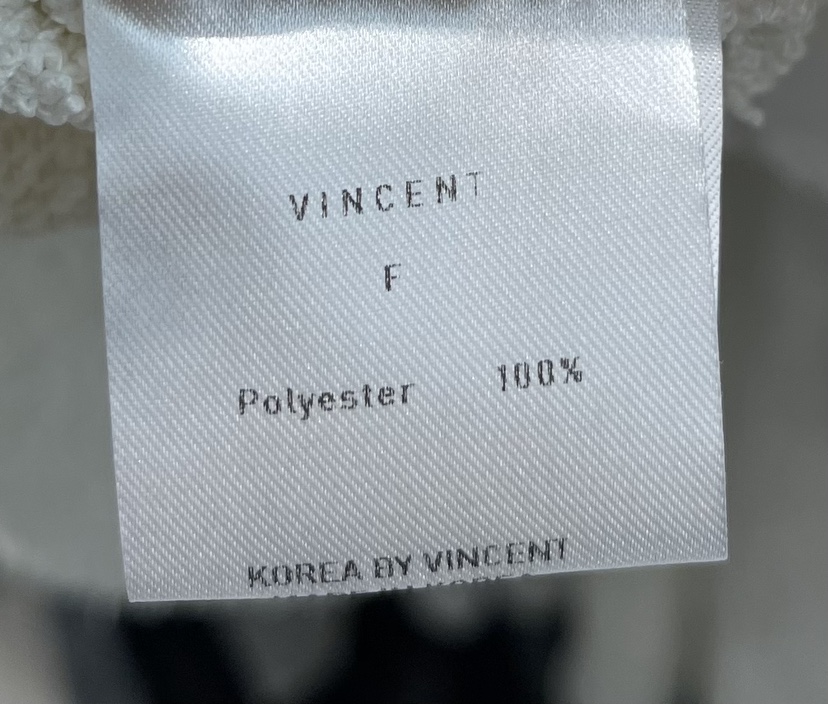 VINCENT
F
Polyester 100%
KOREA BY VINCENT